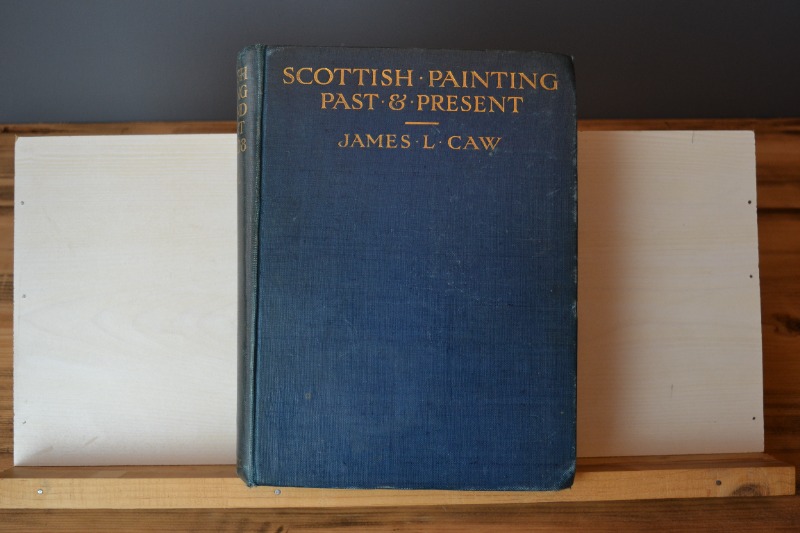 SCOTTISH · PAINTING
PAST · & · PRESENT
JAMES · L · CAW